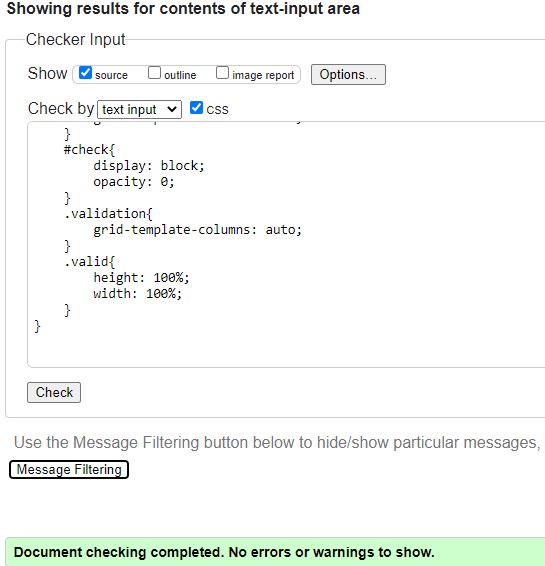 Showing results for contents of text-input area
Checker Input
Show source outline image report Options...
Check by text input css
}
#check{
display: block;
opacity: 0;
}
.validation{
grid-template-columns: auto;
}
.valid{
height: 100%;
width: 100%;
}
}
Check
Use the Message Filtering button below to hide/show particular messages,
Message Filtering
Document checking completed. No errors or warnings to show.